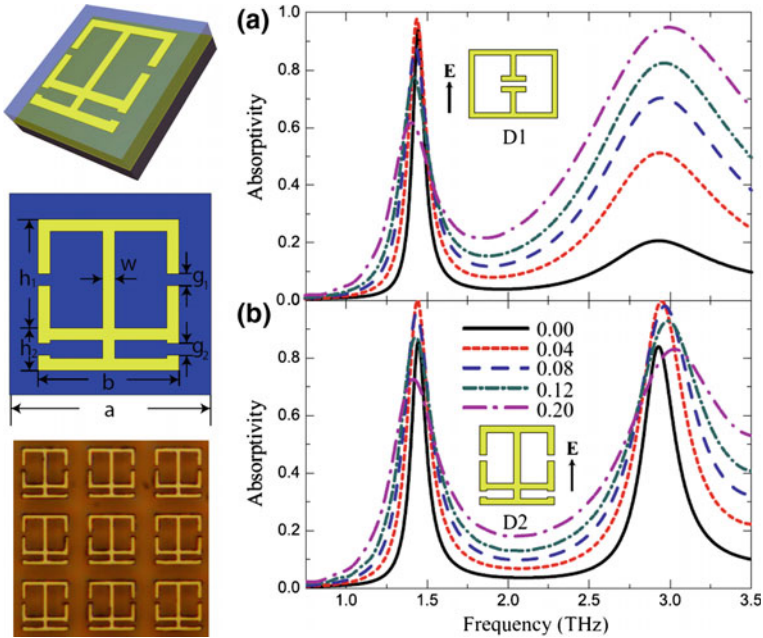 (a)
1.0
0.8
0.6
0.4
0.2
0.0
Absorptivity
E
D1
h₁
w
g₁
h₂
g₂
b
a
(b)
0.8
0.6
0.4
0.2
0.0
Absorptivity
0.00
0.04
0.08
0.12
0.20
E
D2
1.0
1.5
2.0
2.5
3.0
3.5
Frequency (THz)